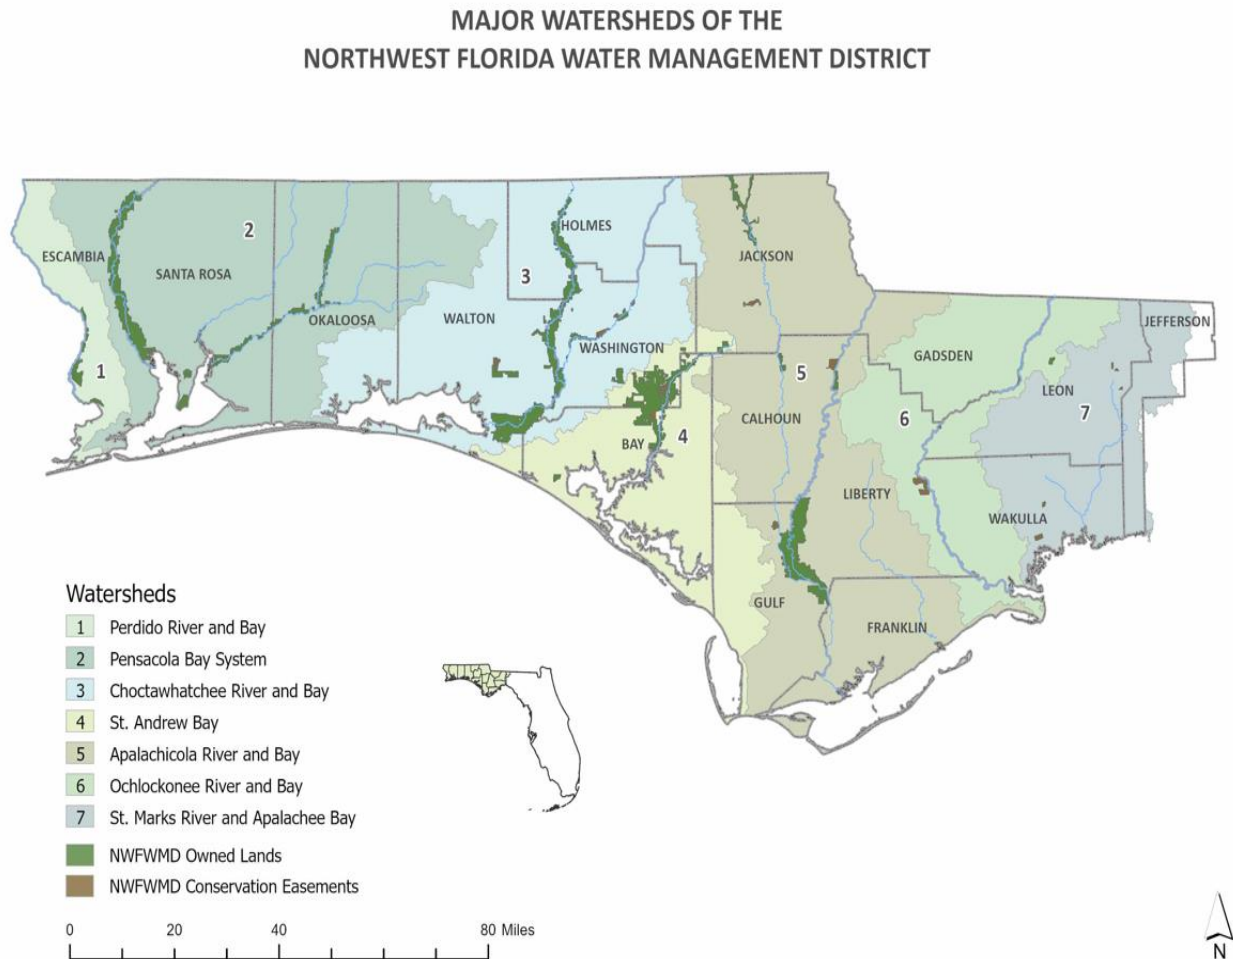 MAJOR WATERSHEDS OF THE
NORTHWEST FLORIDA WATER MANAGEMENT DISTRICT
HOLMES
2
ESCAMBIA
JACKSON
SANTA ROSA
3
WALTON
OKALOOSA
JEFFERSON
WASHINGTON
GADSDEN
1
5
LEON
CALHOUN
6
7
BAY
4
LIBERTY
WAKULLA
GULF
FRANKLIN
Watersheds
1 Perdido River and Bay
2 Pensacola Bay System
3 Choctawhatchee River and Bay
4 St. Andrew Bay
5 Apalachicola River and Bay
6 Ochlockonee River and Bay
7 St. Marks River and Apalachee Bay
NWFWMD Owned Lands
NWFWMD Conservation Easements
0 20 40 80 Miles
N